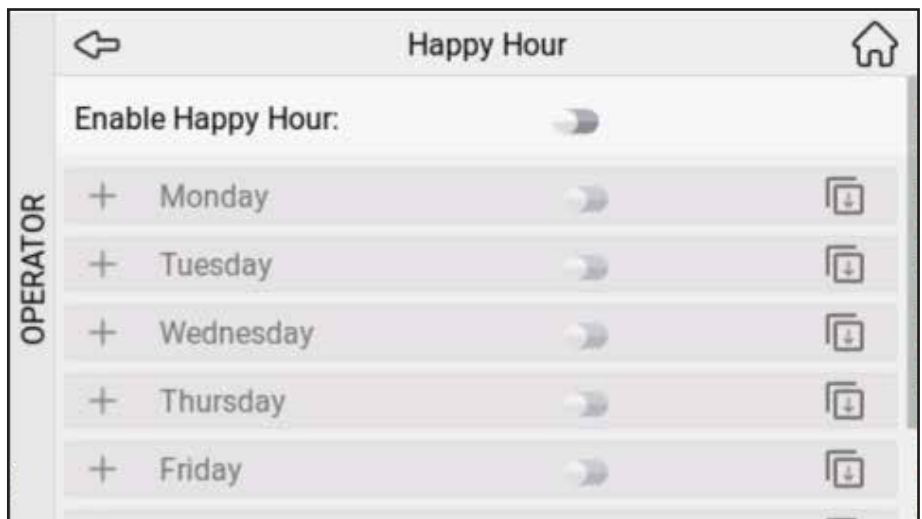 Happy Hour
Enable Happy Hour:
OPERATOR
Monday
Tuesday
Wednesday
Thursday
Friday